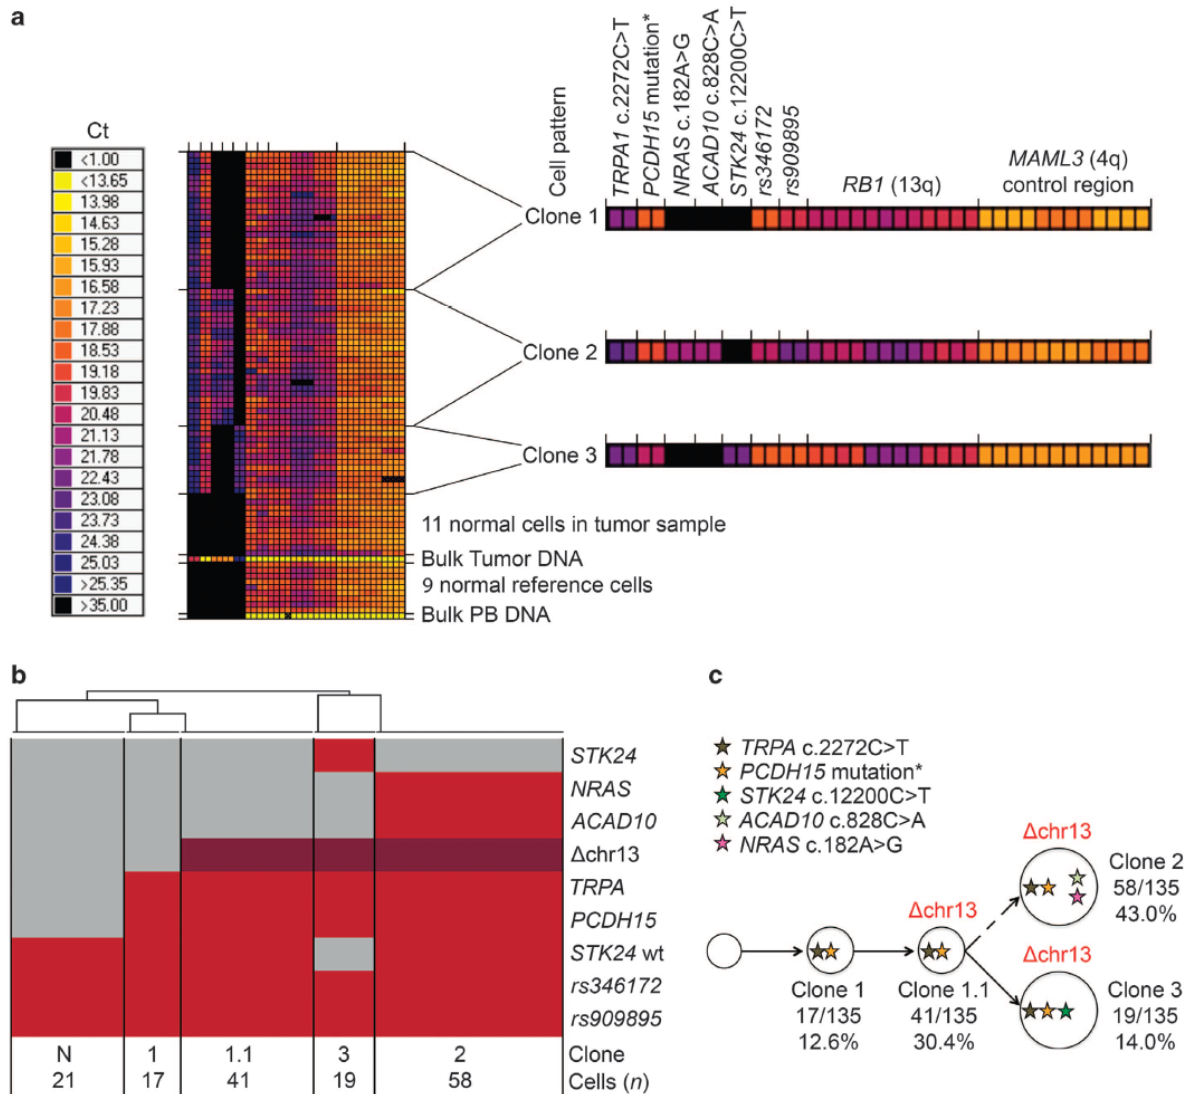 a
Ct
<1.00
<13.65
13.98
14.63
15.28
15.93
16.58
17.23
17.88
18.53
19.18
19.83
20.48
21.13
21.78
22.43
23.08
23.73
24.38
25.03
>25.35
>35.00
Cell pattern
TRPA1 c.2272C>T
PCDH15 mutation*
NRAS c.182A>G
ACAD10 c.828C>A
STK24 c.12200C>T
rs346172
rs909895
RB1 (13q)
MAML3 (4q)
control region
Clone 1
Clone 2
Clone 3
11 normal cells in tumor sample
Bulk Tumor DNA
9 normal reference cells
Bulk PB DNA
b
STK24
NRAS
ACAD10
Δchr13
TRPA
PCDH15
STK24 wt
rs346172
rs909895
N 1 1.1 3 2 Clone
21 17 41 19 58 Cells (n)
c
TRPA c.2272C>T
PCDH15 mutation*
STK24 c.12200C>T
ACAD10 c.828C>A
NRAS c.182A>G
Clone 1
17/135
12.6%
Δchr13
Clone 1.1
41/135
30.4%
Δchr13
Clone 2
58/135
43.0%
Δchr13
Clone 3
19/135
14.0%